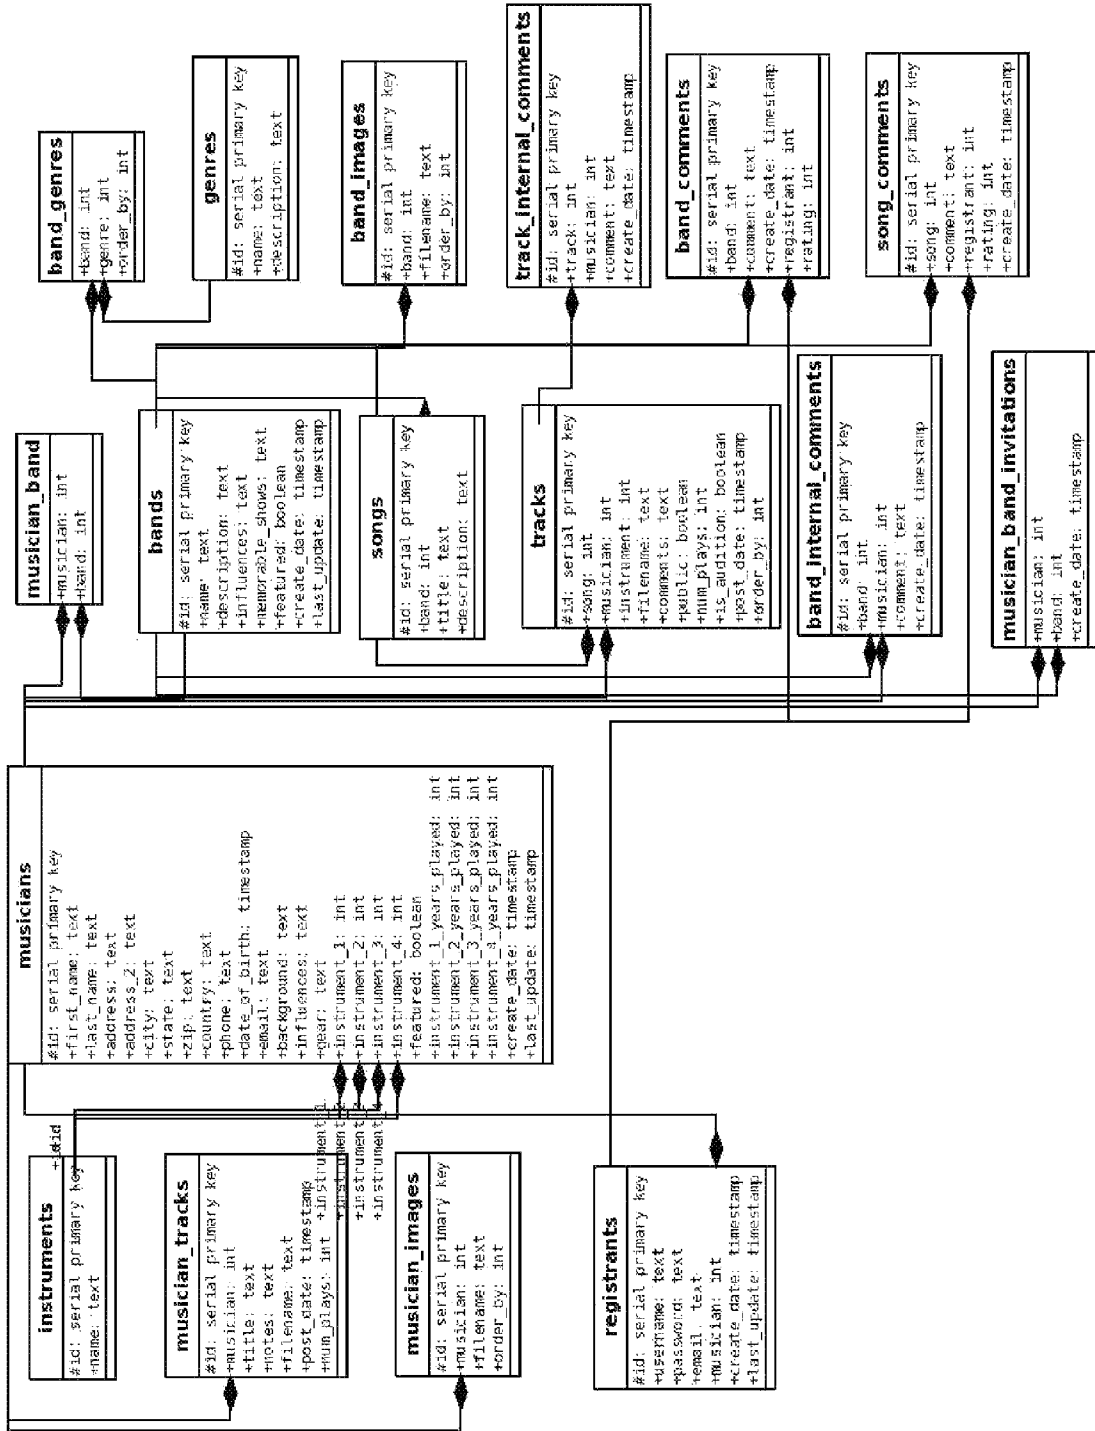 instruments
#id: serial primary key
+name: text
+id
+id
musician_tracks
#id: serial primary key
+musician: int
+title: text
+notes: text
+filename: text
+post_date: timestamp
+num_plays: int
+instrument_1
+instrument_2
+instrument_3
+instrument_4
musician_images
#id: serial primary key
+musician: int
+filename: text
+order_by: int
registrants
#id: serial primary key
+username: text
+password: text
+email: text
+musician: int
+create_date: timestamp
+last_update: timestamp
musicians
#id: serial primary key
+first_name: text
+last_name: text
+address: text
+address_2: text
+city: text
+state: text
+zip: text
+country: text
+phone: text
+date_of_birth: timestamp
+email: text
+background: text
+influences: text
+gear: text
+instrument_1: int
+instrument_2: int
+instrument_3: int
+instrument_4: int
+featured: boolean
+instrument_1_years_played: int
+instrument_2_years_played: int
+instrument_3_years_played: int
+instrument_4_years_played: int
+create_date: timestamp
+last_update: timestamp
musician_band
+musician: int
+band: int
bands
#id: serial primary key
+name: text
+description: text
+influences: text
+memorable_shows: text
+featured: boolean
+create_date: timestamp
+last_update: timestamp
songs
#id: serial primary key
+band: int
+title: text
+description: text
tracks
#id: serial primary key
+song: int
+musician: int
+instrument: int
+filename: text
+comments: text
+public: boolean
+num_plays: int
+is_audition: boolean
+post_date: timestamp
+order_by: int
band_internal_comments
#id: serial primary key
+band: int
+musician: int
+comment: text
+create_date: timestamp
musician_band_invitations
+musician: int
+band: int
+create_date: timestamp
band_genres
+band: int
+genre: int
+order_by: int
genres
#id: serial primary key
+name: text
+description: text
band_images
#id: serial primary key
+band: int
+filename: text
+order_by: int
track_internal_comments
#id: serial primary key
+track: int
+musician: int
+comment: text
+create_date: timestamp
band_comments
#id: serial primary key
+band: int
+comment: text
+create_date: timestamp
+registrant: int
+rating: int
song_comments
#id: serial primary key
+song: int
+comment: text
+registrant: int
+rating: int
+create_date: timestamp